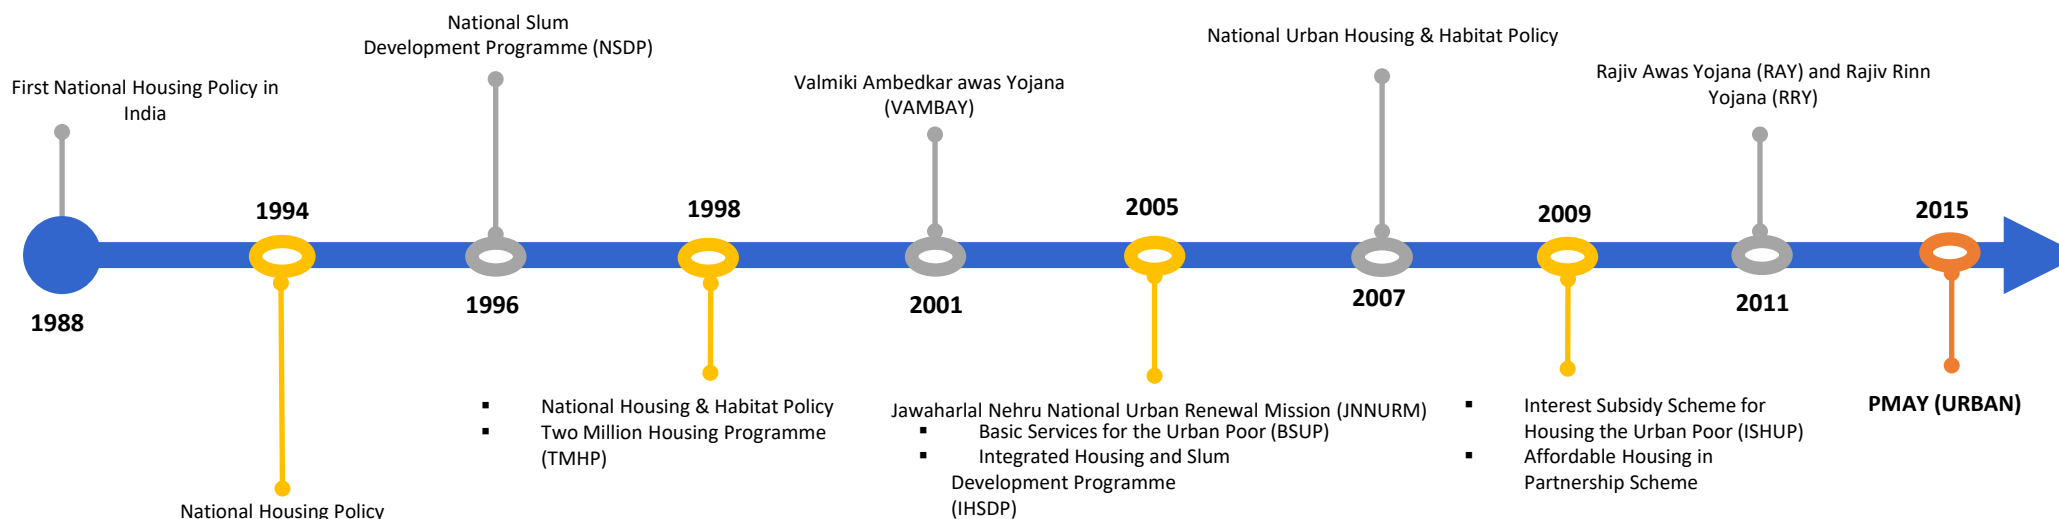 First National Housing Policy in
India
1988
1994
National Housing Policy
National Slum
Development Programme (NSDP)
1996
1998
▪ National Housing & Habitat Policy
▪ Two Million Housing Programme
(TMHP)
Valmiki Ambedkar awas Yojana
(VAMBAY)
2001
2005
Jawaharlal Nehru National Urban Renewal Mission (JNNURM)
▪ Basic Services for the Urban Poor (BSUP)
▪ Integrated Housing and Slum
Development Programme
(IHSDP)
National Urban Housing & Habitat Policy
2007
2009
▪ Interest Subsidy Scheme for
Housing the Urban Poor (ISHUP)
▪ Affordable Housing in
Partnership Scheme
Rajiv Awas Yojana (RAY) and Rajiv Rinn
Yojana (RRY)
2011
2015
PMAY (URBAN)